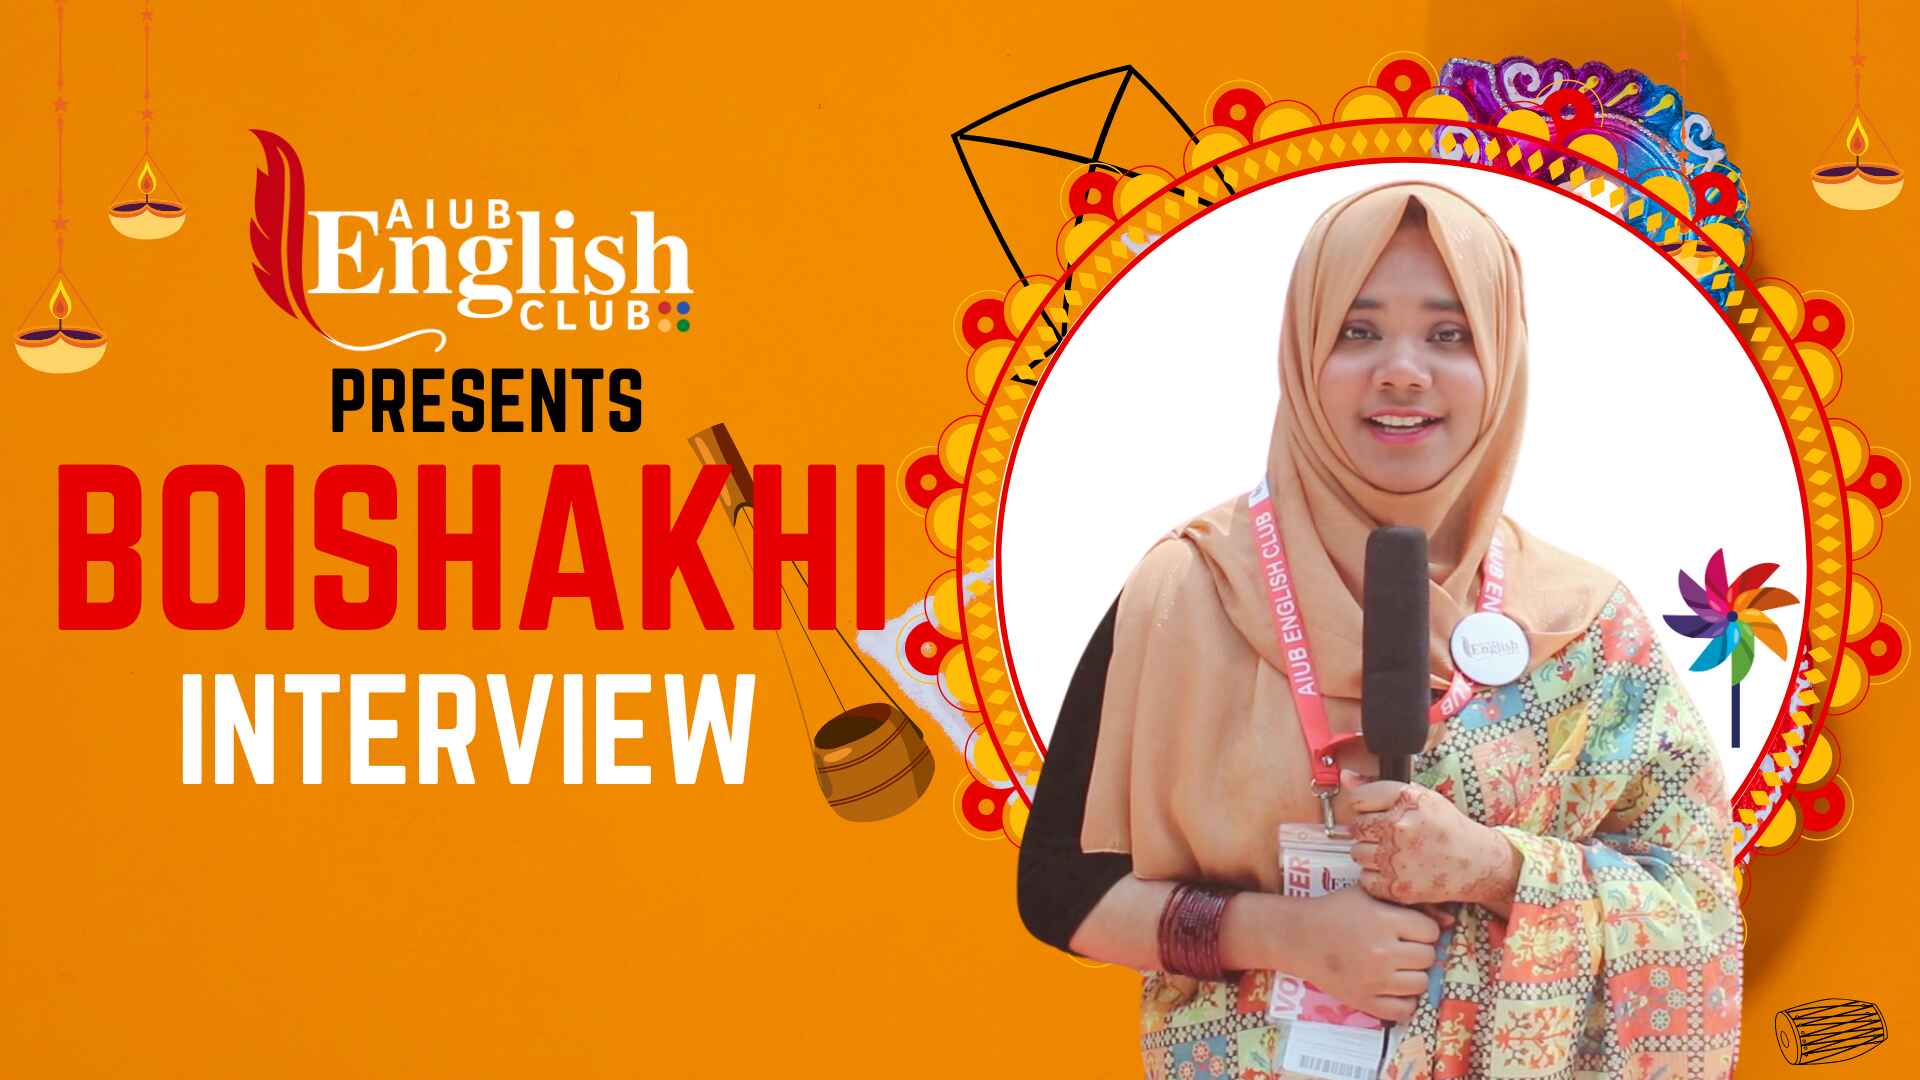 AIUB
English
CLUB
PRESENTS
BOISHAKHI
INTERVIEW
AIUB ENGLISH CLUB
English